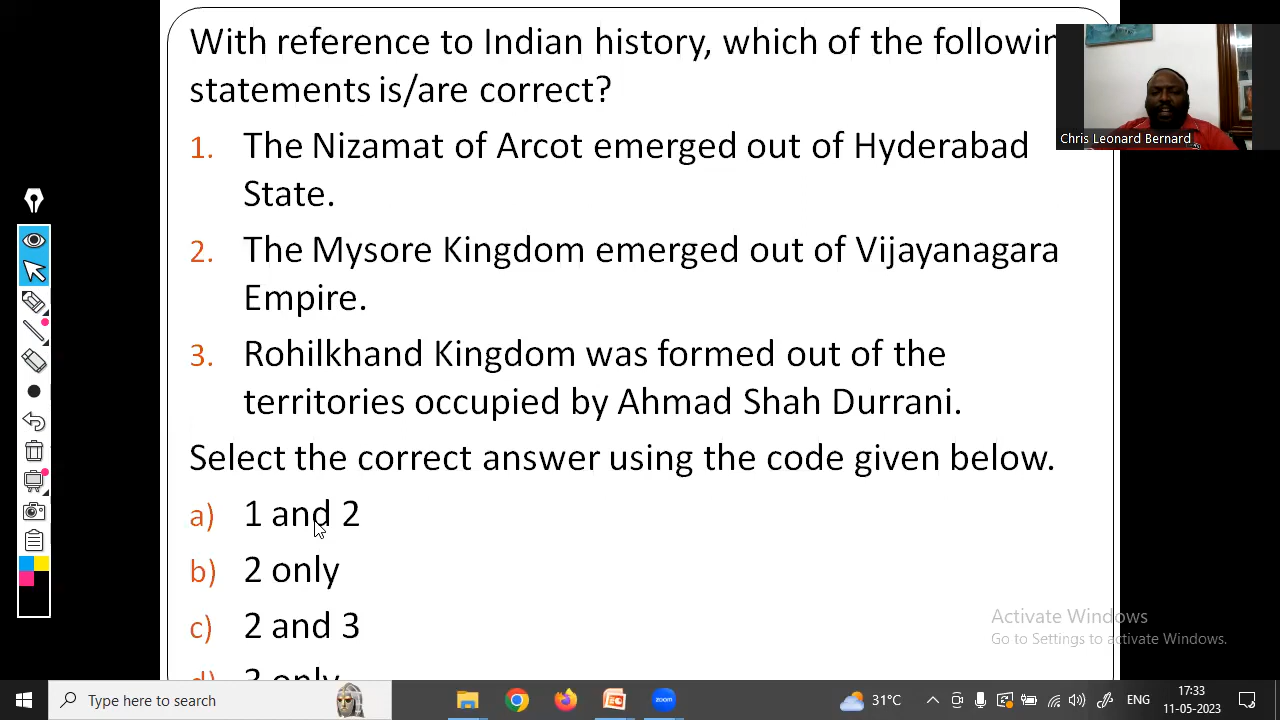 With reference to Indian history, which of the followin
statements is/are correct?
Chris Leonard Bernard
1. The Nizamat of Arcot emerged out of Hyderabad
State.
2. The Mysore Kingdom emerged out of Vijayanagara
Empire.
3. Rohilkhand Kingdom was formed out of the
territories occupied by Ahmad Shah Durrani.
Select the correct answer using the code given below.
a) 1 and 2
b) 2 only
c) 2 and 3
d) 3 only
Activate Windows
Go to Settings to activate Windows.
Type here to search
zoom
31°C
ENG
17:33
11-05-2023